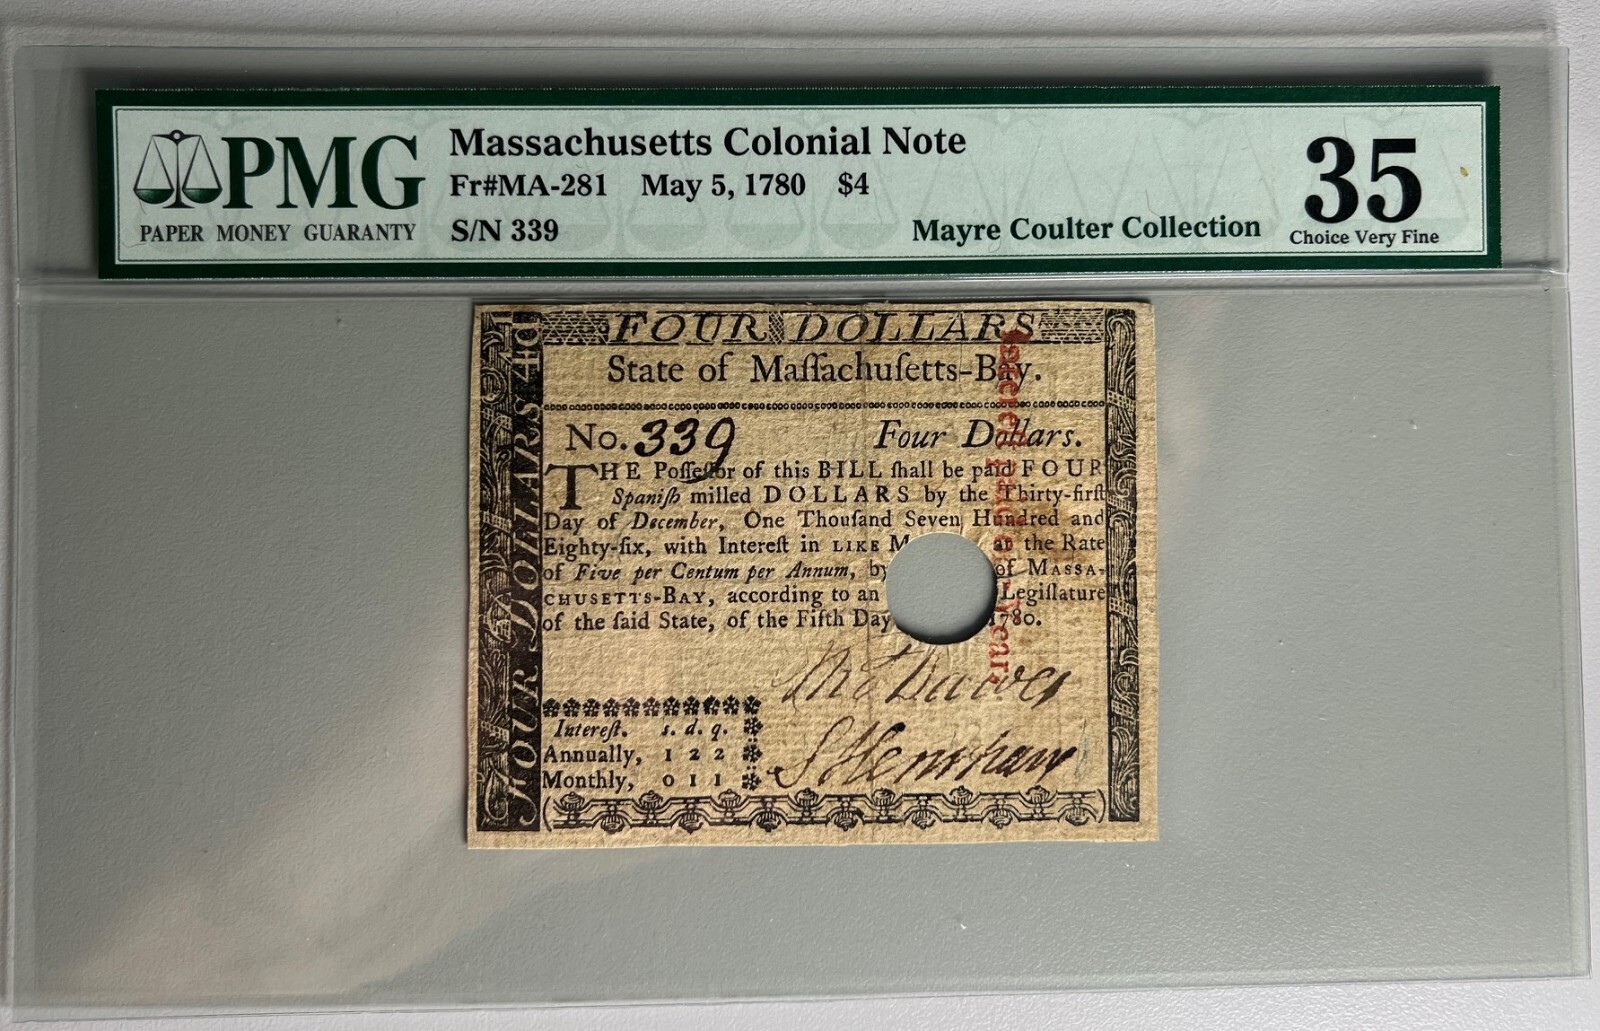 PMG
PAPER MONEY GUARANTY
Massachusetts Colonial Note
Fr#MA-281 May 5, 1780 $4
S/N 339
Mayre Coulter Collection
35
Choice Very Fine
FOUR DOLLARS
State of Maſſachuſetts-Bay.
No. 339 Four Dollars.
THE Poſſeſſor of this BILL ſhall be paid FOUR
Spaniſh milled DOLLARS by the Thirty-firſt
Day of December, One Thouſand Seven Hundred and
Eighty-ſix, with Intereſt in LIKE M at the Rate
of Five per Centum per Annum, by of MASSA-
CHUSETTS-BAY, according to an Legiſlature
of the ſaid State, of the Fifth Day 1780.
S Henshaw
Intereſt. s. d. q.
Annually, 1 2 2
Monthly, 0 1 1
FOUR DOLLARS 4d
Year.